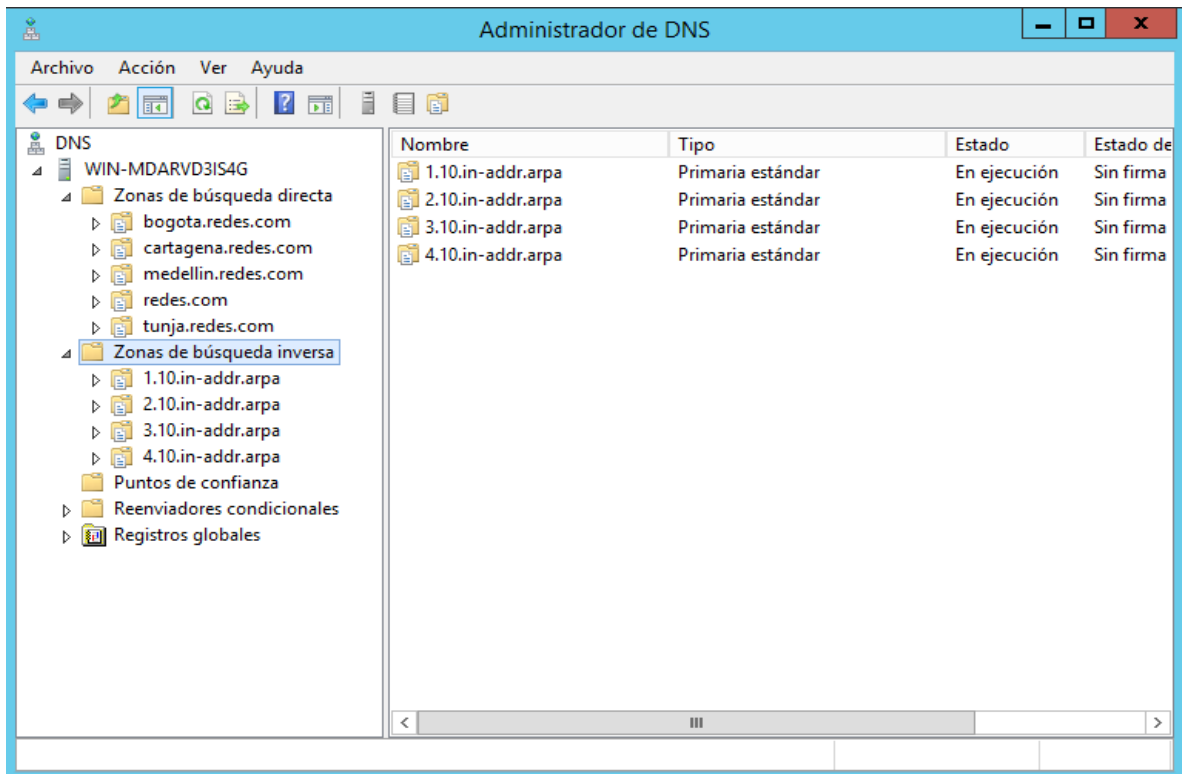 Administrador de DNS
Archivo Acción Ver Ayuda
DNS
WIN-MDARVD3IS4G
Zonas de búsqueda directa
bogota.redes.com
cartagena.redes.com
medellin.redes.com
redes.com
tunja.redes.com
Zonas de búsqueda inversa
1.10.in-addr.arpa
2.10.in-addr.arpa
3.10.in-addr.arpa
4.10.in-addr.arpa
Puntos de confianza
Reenviadores condicionales
Registros globales
Nombre Tipo Estado Estado de
1.10.in-addr.arpa Primaria estándar En ejecución Sin firma
2.10.in-addr.arpa Primaria estándar En ejecución Sin firma
3.10.in-addr.arpa Primaria estándar En ejecución Sin firma
4.10.in-addr.arpa Primaria estándar En ejecución Sin firma